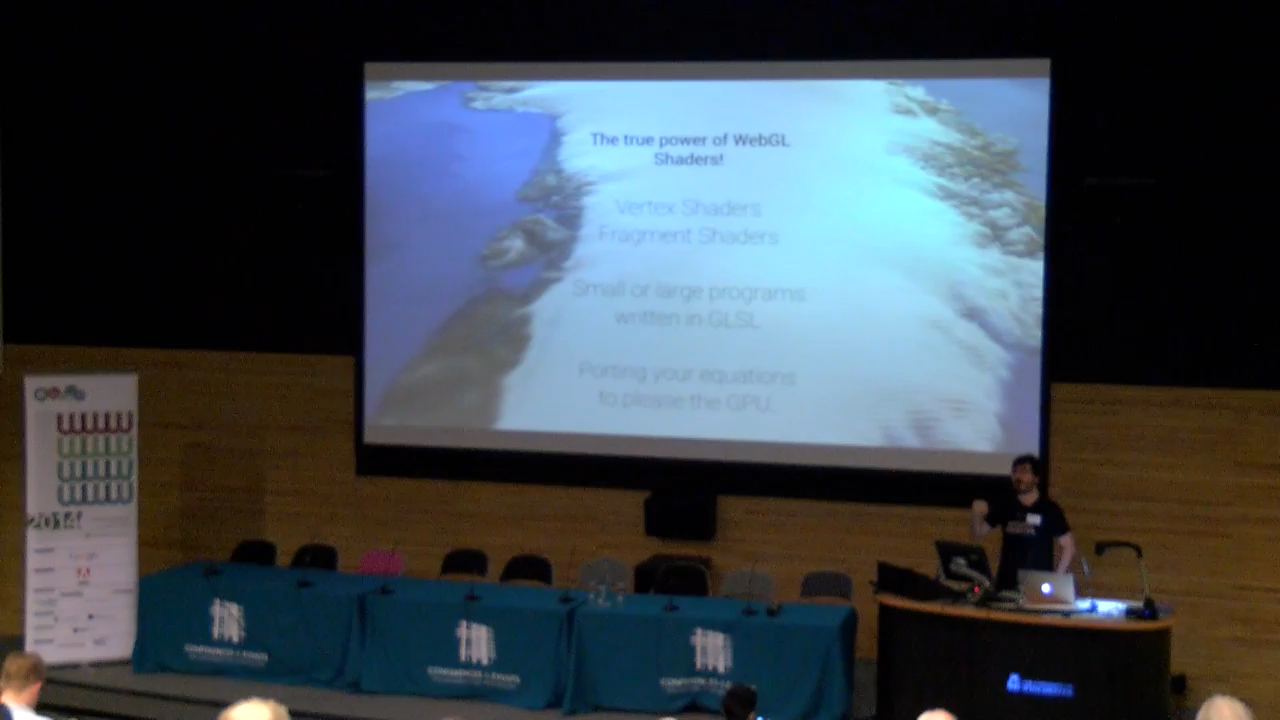 The true power of WebGL
Shaders!
Vertex Shaders
Fragment Shaders
Small or large programs
written in GLSL
Porting your equations
to please the GPU.
2014